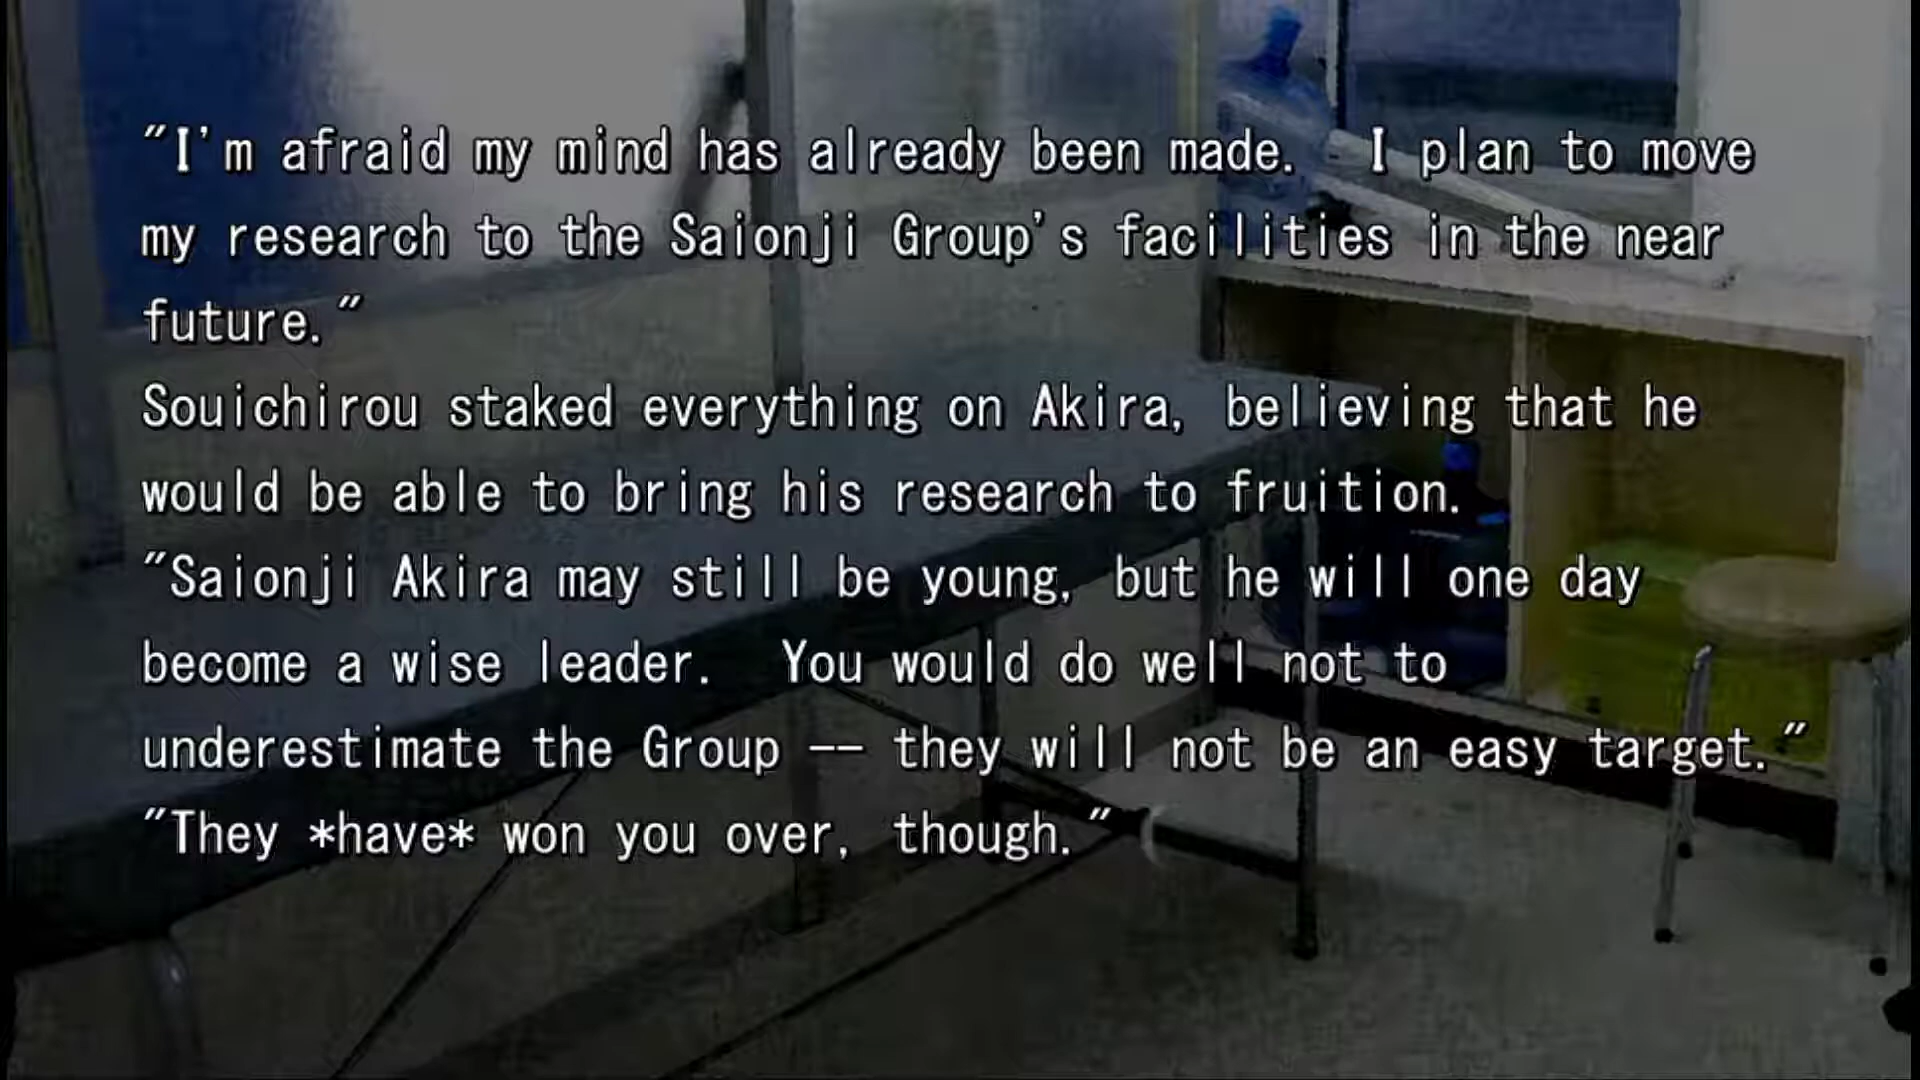 "I'm afraid my mind has already been made.  I plan to move
my research to the Saionji Group's facilities in the near
future."
Souichirou staked everything on Akira, believing that he
would be able to bring his research to fruition.
"Saionji Akira may still be young, but he will one day
become a wise leader.  You would do well not to
underestimate the Group -- they will not be an easy target."
"They *have* won you over, though."